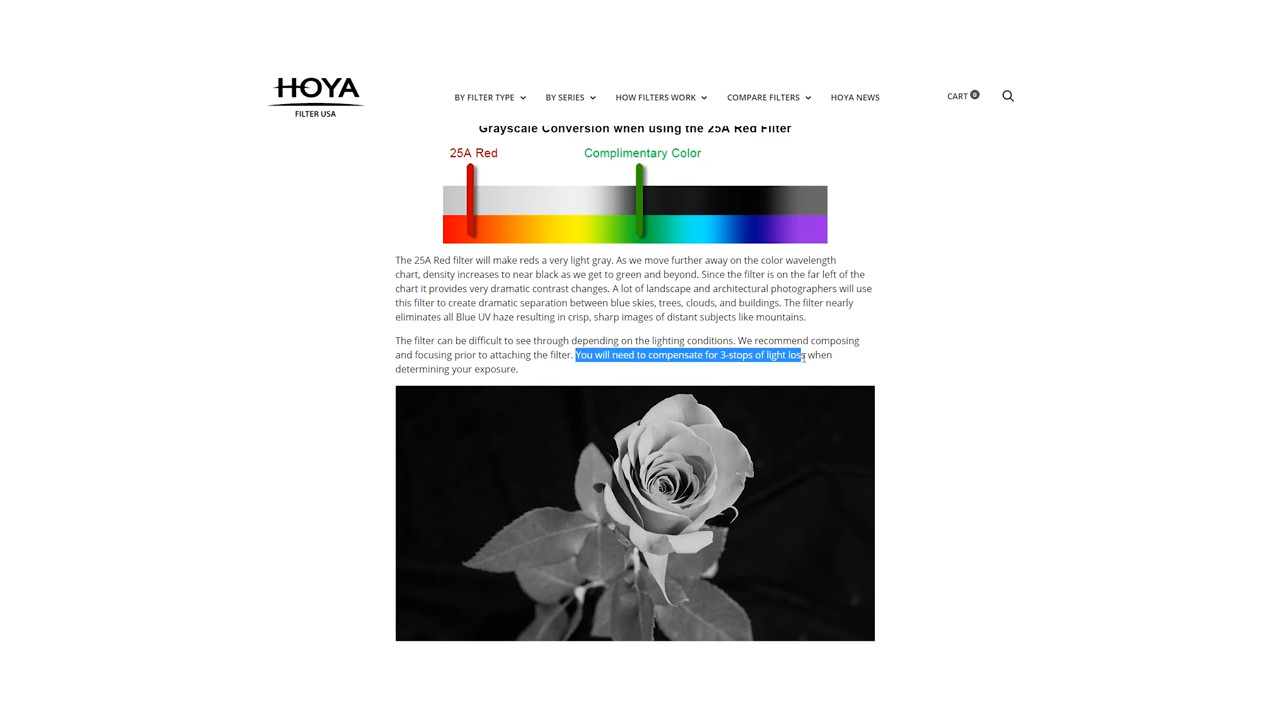 HOYA
FILTER USA
BY FILTER TYPE BY SERIES HOW FILTERS WORK COMPARE FILTERS HOYA NEWS CART 0
Grayscale Conversion when using the 25A Red Filter
25A Red Complimentary Color
The 25A Red filter will make reds a very light gray. As we move further away on the color wavelength
chart, density increases to near black as we get to green and beyond. Since the filter is on the far left of the
chart it provides very dramatic contrast changes. A lot of landscape and architectural photographers will use
this filter to create dramatic separation between blue skies, trees, clouds, and buildings. The filter nearly
eliminates all Blue UV haze resulting in crisp, sharp images of distant subjects like mountains.
The filter can be difficult to see through depending on the lighting conditions. We recommend composing
and focusing prior to attaching the filter. You will need to compensate for 3-stops of light loss when
determining your exposure.